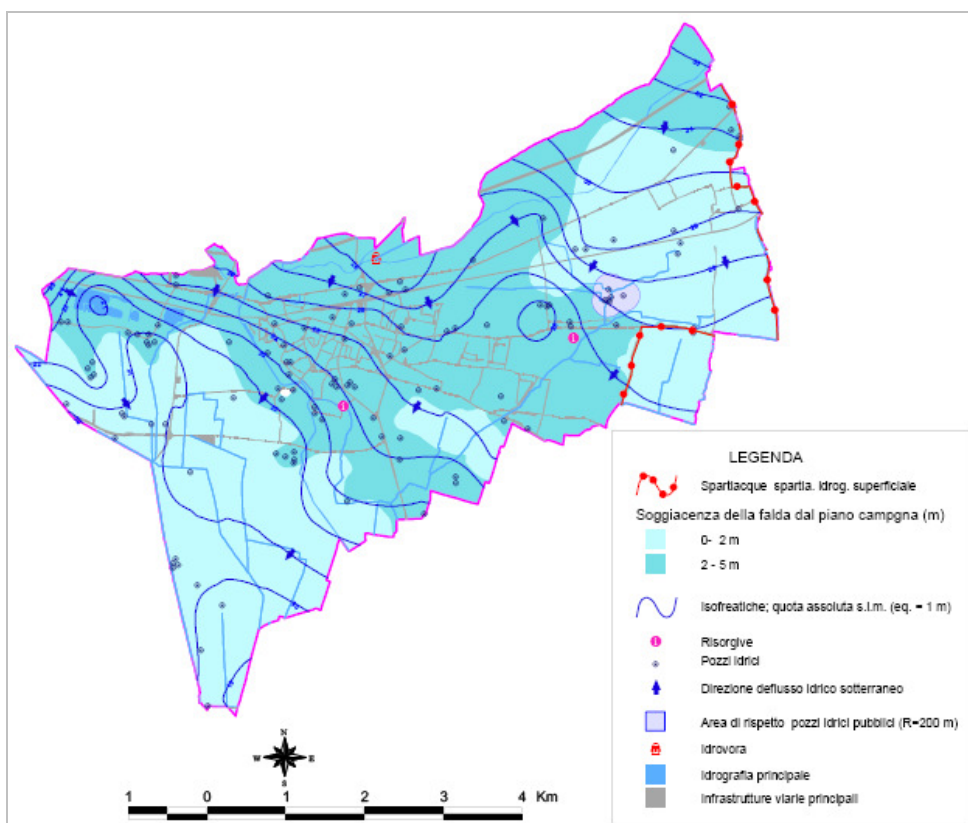 LEGENDA
Spartiacque spartia. idrog. superficiale
Soggiacenza della falda dal piano campgna (m)
0- 2 m
2 - 5 m
Isofreatiche; quota assoluta s.l.m. (eq. = 1 m)
Risorgive
Pozzi idrici
Direzione deflusso idrico sotterraneo
Area di rispetto pozzi idrici pubblici (R=200 m)
Idrovora
Idrografia principale
Infrastrutture viarie principali
N
W E
S
1 0 1 2 3 4 Km